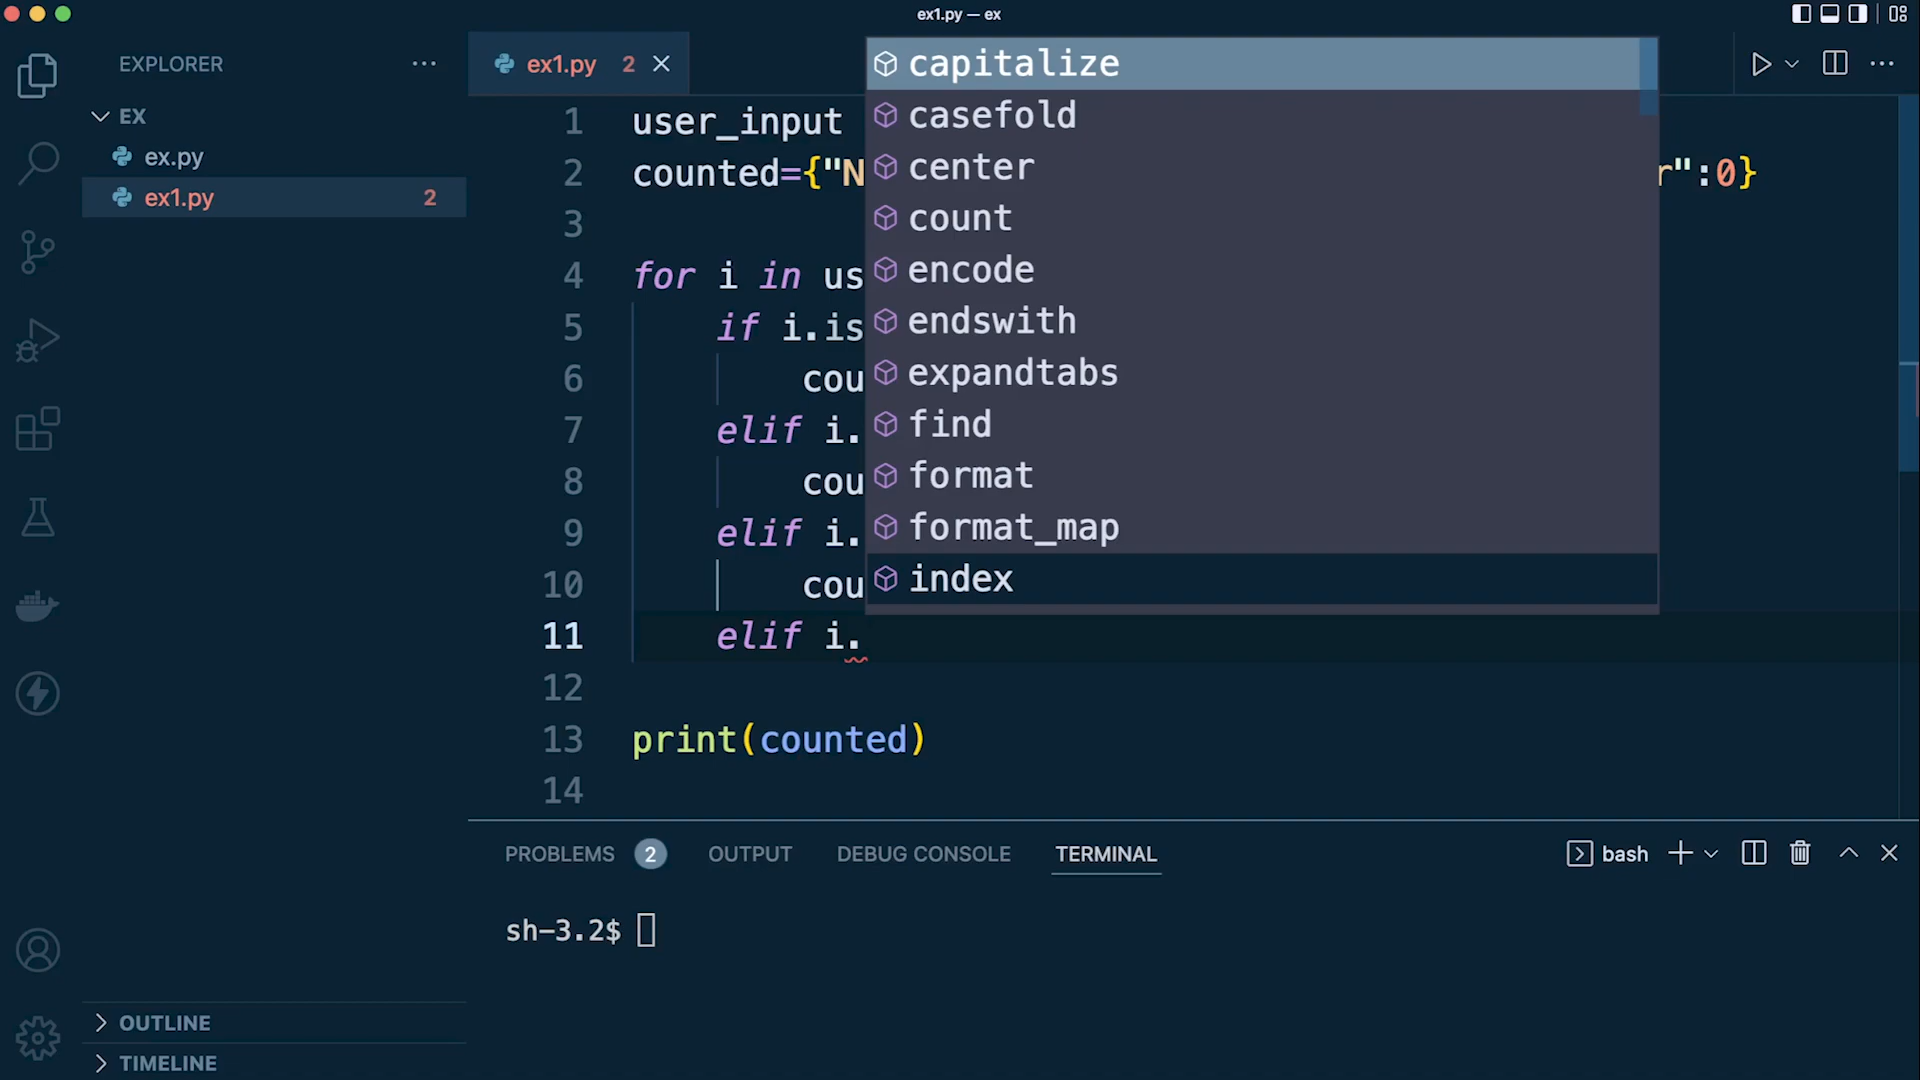 ex1.py — ex
EXPLORER
EX
ex.py
ex1.py 2
OUTLINE
TIMELINE
ex1.py 2
1 user_input
2 counted={"N r":0}
3
4 for i in us
5 if i.is
6 cou
7 elif i.
8 cou
9 elif i.
10 cou
11 elif i.
12
13 print(counted)
14
capitalize
casefold
center
count
encode
endswith
expandtabs
find
format
format_map
index
PROBLEMS 2 OUTPUT DEBUG CONSOLE TERMINAL bash
sh-3.2$